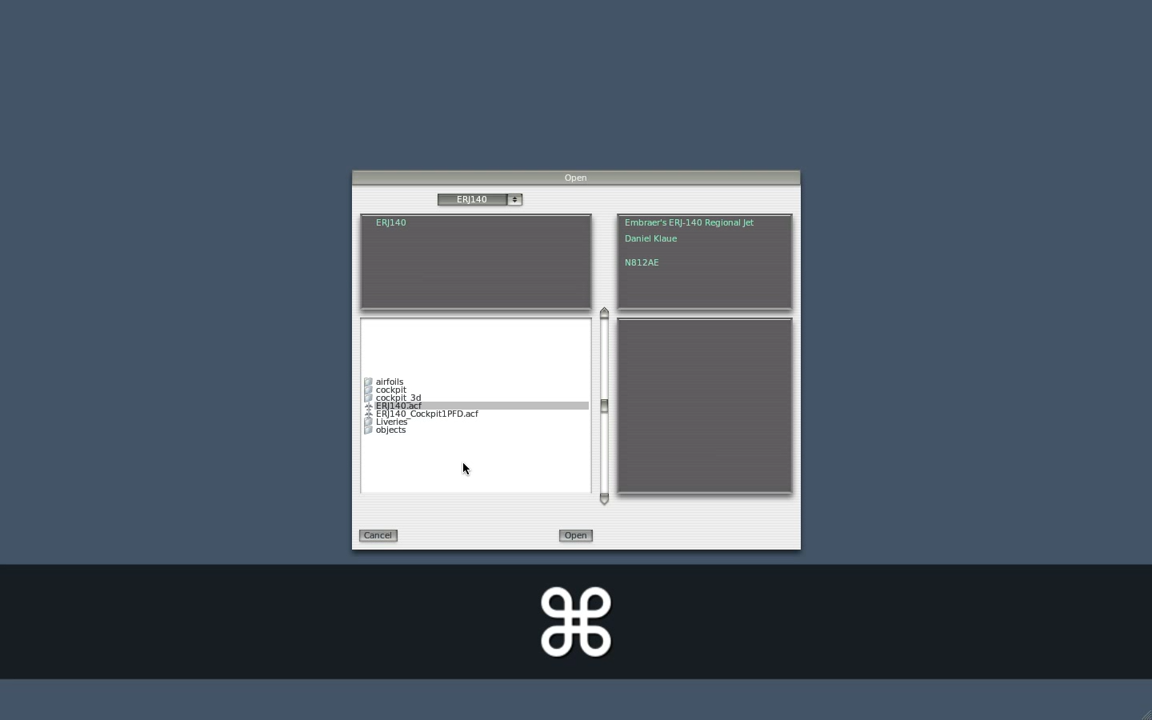 Open
ERJ140
ERJ140
Embraer's ERJ-140 Regional Jet
Daniel Klaue
N812AE
airfoils
cockpit
cockpit_3d
ERJ140.acf
ERJ140_Cockpit1PFD.acf
Liveries
objects
Cancel
Open